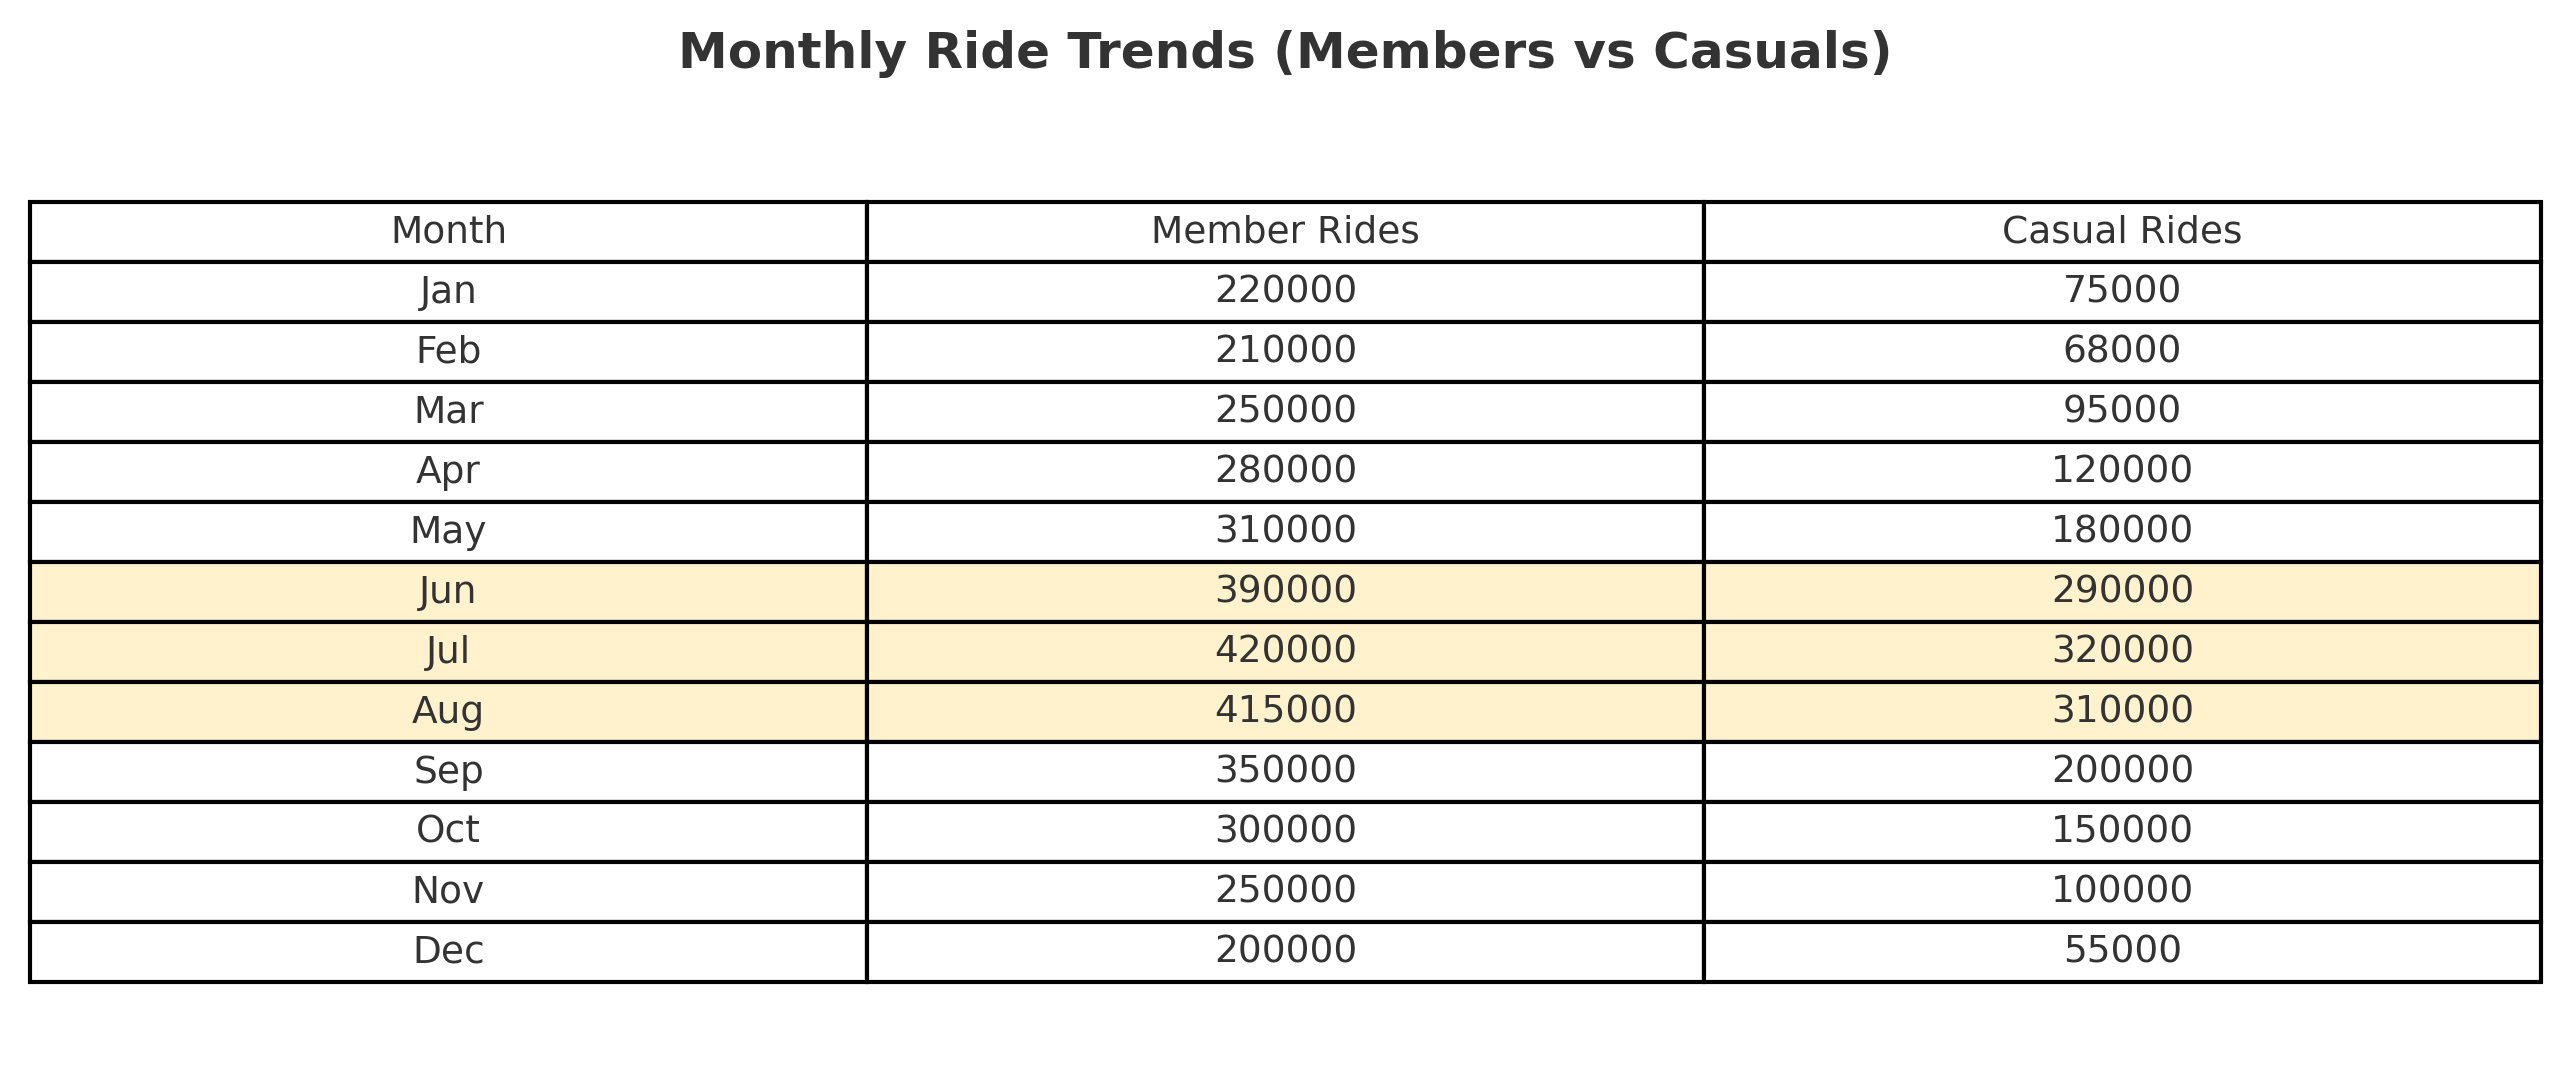 Monthly Ride Trends (Members vs Casuals)
Month Member Rides Casual Rides
Jan 220000 75000
Feb 210000 68000
Mar 250000 95000
Apr 280000 120000
May 310000 180000
Jun 390000 290000
Jul 420000 320000
Aug 415000 310000
Sep 350000 200000
Oct 300000 150000
Nov 250000 100000
Dec 200000 55000